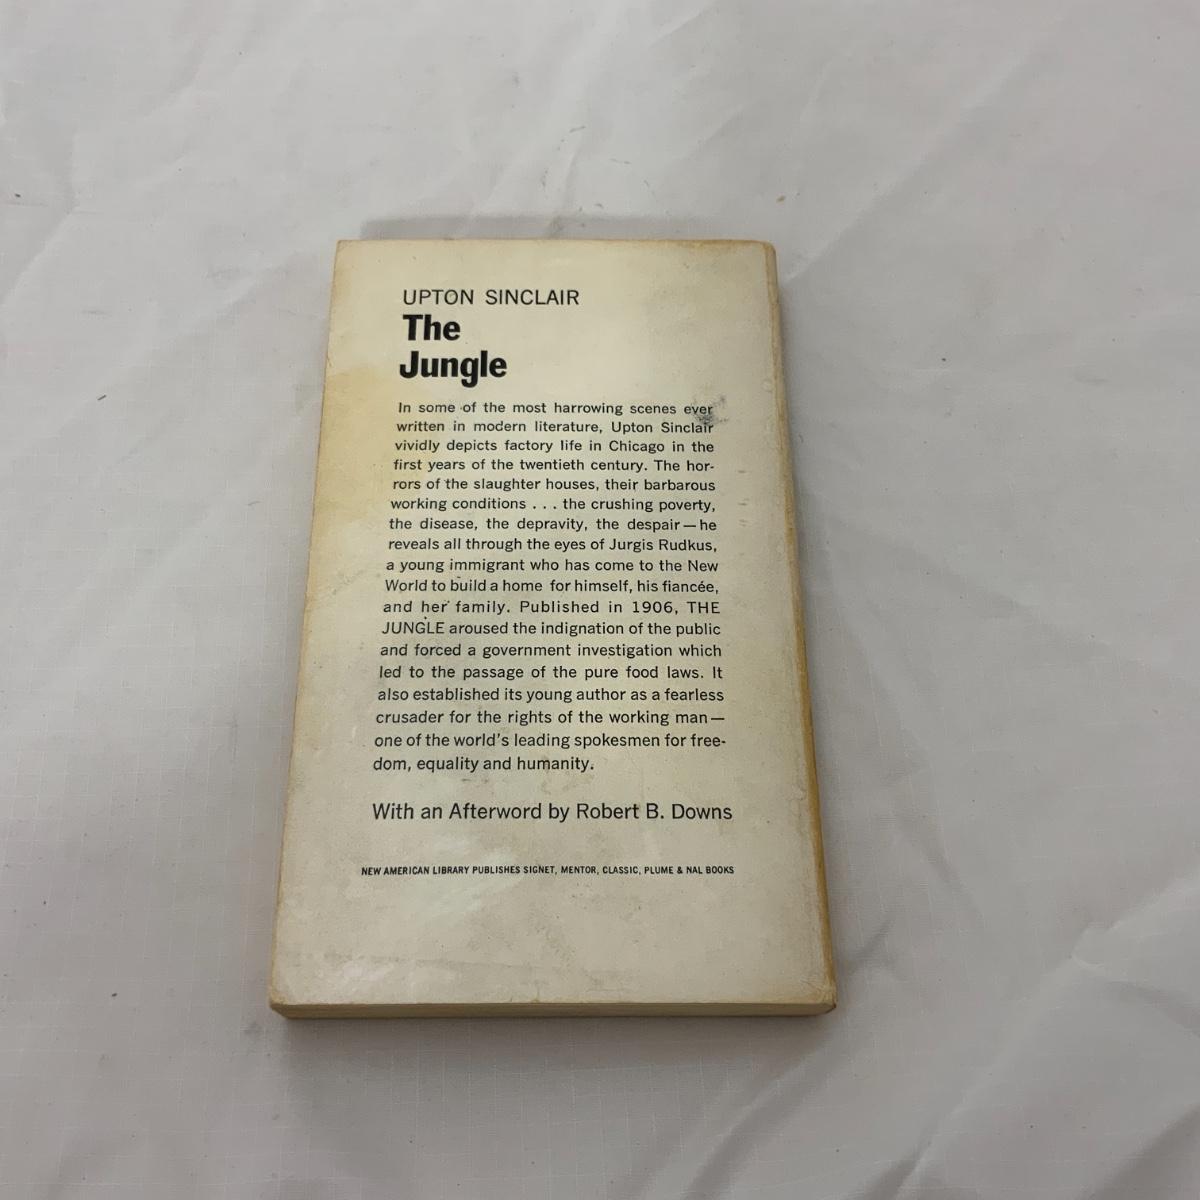 UPTON SINCLAIR
The
Jungle
In some of the most harrowing scenes ever
written in modern literature, Upton Sinclair
vividly depicts factory life in Chicago in the
first years of the twentieth century. The hor-
rors of the slaughter houses, their barbarous
working conditions . . . the crushing poverty,
the disease, the depravity, the despair—he
reveals all through the eyes of Jurgis Rudkus,
a young immigrant who has come to the New
World to build a home for himself, his fiancée,
and her family. Published in 1906, THE
JUNGLE aroused the indignation of the public
and forced a government investigation which
led to the passage of the pure food laws. It
also established its young author as a fearless
crusader for the rights of the working man—
one of the world's leading spokesmen for free-
dom, equality and humanity.
With an Afterword by Robert B. Downs
NEW AMERICAN LIBRARY PUBLISHES SIGNET, MENTOR, CLASSIC, PLUME & NAL BOOKS